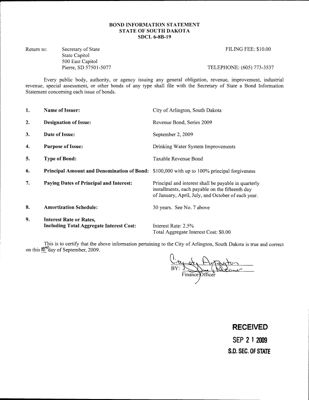 BOND INFORMATION STATEMENT
STATE OF SOUTH DAKOTA
SDCL 6-8B-19
Return to: Secretary of State FILING FEE: $10.00
State Capitol
500 East Capitol
Pierre, SD 57501-5077 TELEPHONE: (605) 773-3537
Every public body, authority, or agency issuing any general obligation, revenue, improvement, industrial
revenue, special assessment, or other bonds of any type shall file with the Secretary of State a Bond Information
Statement concerning each issue of bonds.
1. Name of Issuer: City of Arlington, South Dakota
2. Designation of Issue: Revenue Bond, Series 2009
3. Date of Issue: September 2, 2009
4. Purpose of Issue: Drinking Water System Improvements
5. Type of Bond: Taxable Revenue Bond
6. Principal Amount and Denomination of Bond: $100,000 with up to 100% principal forgiveness
7. Paying Dates of Principal and Interest: Principal and interest shall be payable in quarterly
installments, each payable on the fifteenth day
of January, April, July, and October of each year.
8. Amortization Schedule: 30 years. See No. 7 above
9. Interest Rate or Rates,
Including Total Aggregate Interest Cost: Interest Rate: 2.5%
Total Aggregate Interest Cost: $0.00
This is to certify that the above information pertaining to the City of Arlington, South Dakota is true and correct
on this day of September, 2009.
City of Arlington
BY:
Finance Officer
RECEIVED
SEP 21 2009
S.D. SEC. OF STATE